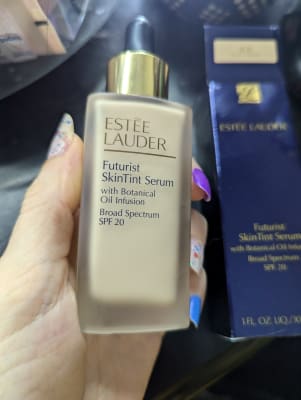 ESTĒE
LAUDER
Futurist
SkinTint Serum
with Botanical
Oil Infusion
Broad Spectrum
SPF 20
ESTĒE LAUDER
Futurist
SkinTint Serum
with Botanical Oil Infusi
Broad Spectrum
SPF 20
1 FL. OZ. LIQ./